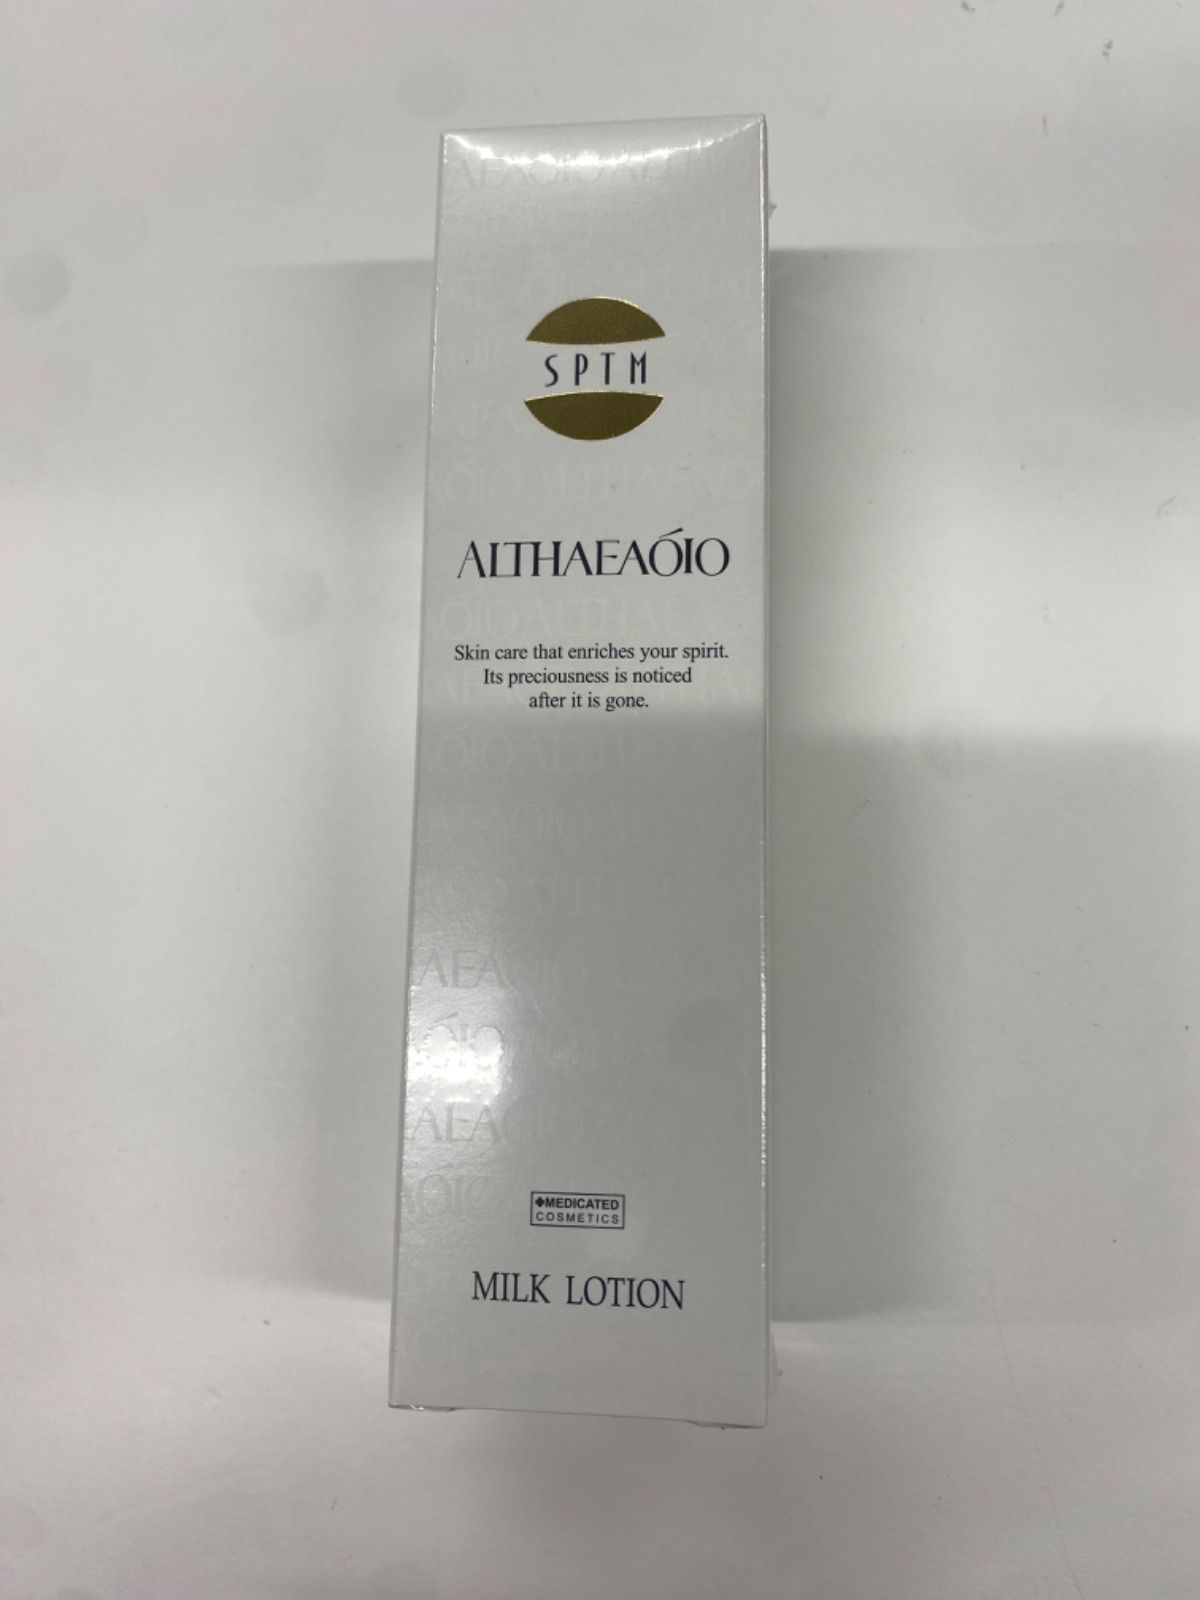 SPTM
ALTHAEAÓIO
Skin care that enriches your spirit.
Its preciousness is noticed
after it is gone.
MEDICATED
COSMETICS
MILK LOTION